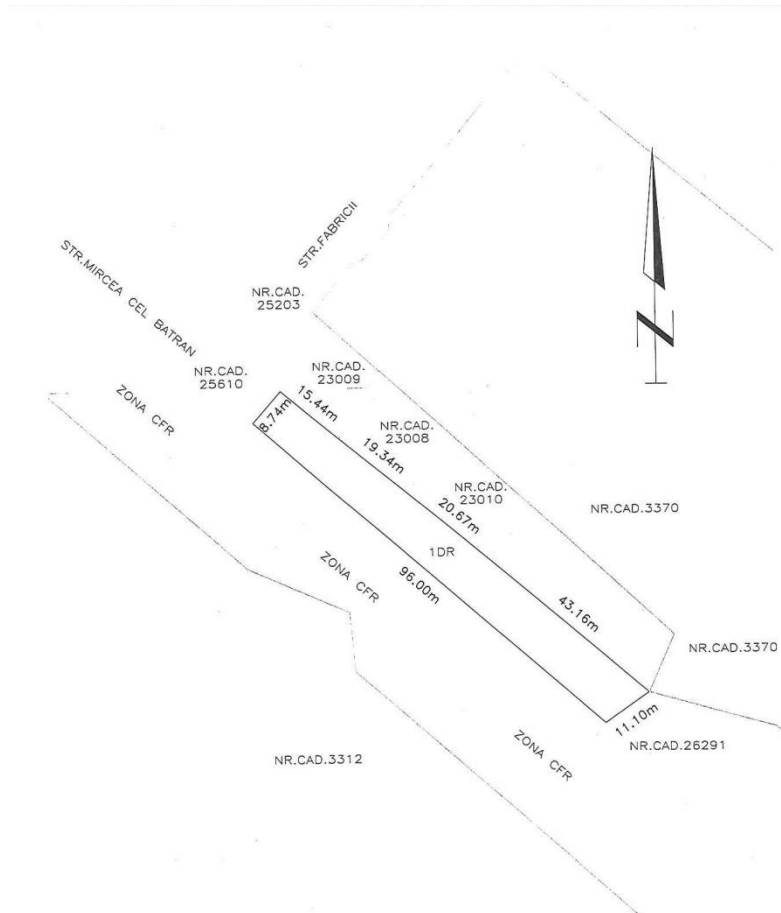 STR.FABRICII
STR.MIRCEA CEL BATRAN
NR.CAD.
25203
NR.CAD.
25610
NR.CAD.
23009
ZONA CFR
8.74m
15.44m
NR.CAD.
23008
19.34m
NR.CAD.
23010
20.67m
NR.CAD.3370
1DR
ZONA CFR
96.00m
43.16m
NR.CAD.3370
11.10m
NR.CAD.26291
ZONA CFR
NR.CAD.3312
N